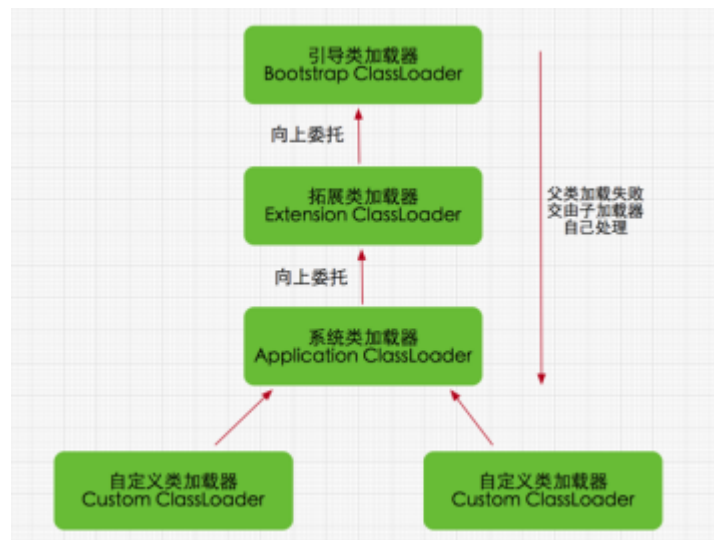 引导类加载器
Bootstrap ClassLoader
向上委托
拓展类加载器
Extension ClassLoader
父类加载失败
交由子加载器
自己处理
向上委托
系统类加载器
Application ClassLoader
自定义类加载器
Custom ClassLoader
自定义类加载器
Custom ClassLoader